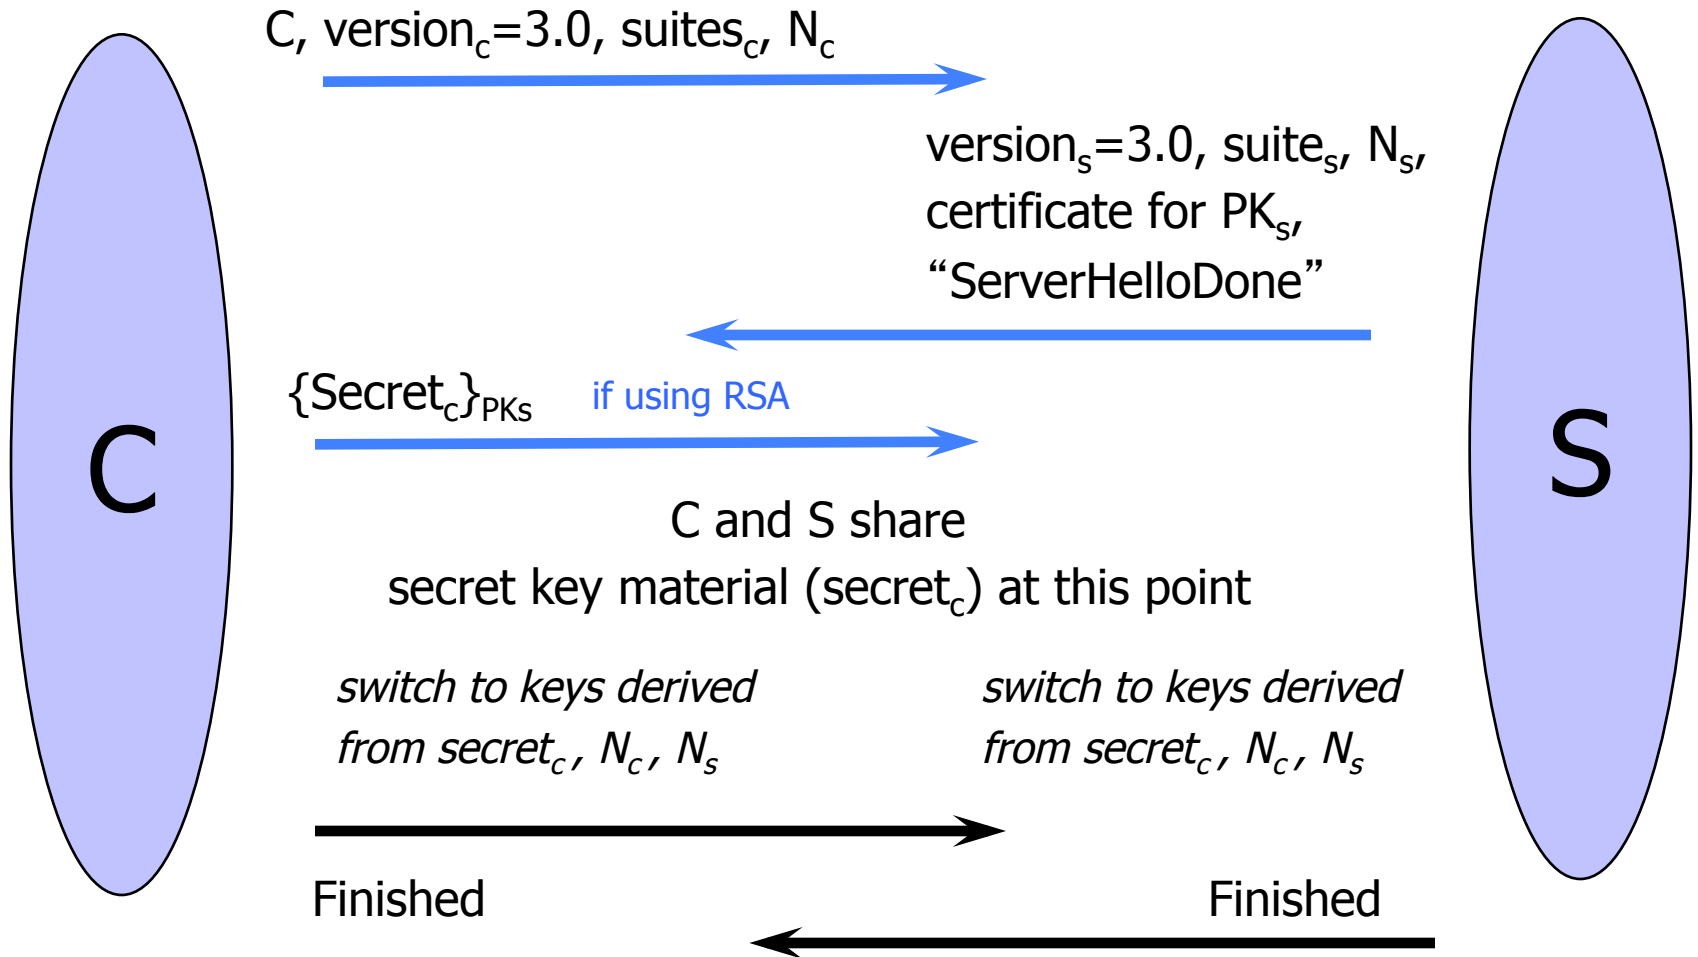 C, version_c=3.0, suites_c, N_c
version_s=3.0, suite_s, N_s,
certificate for PK_s,
“ServerHelloDone”
{Secret_c}_PKs if using RSA
C
S
C and S share
secret key material (secret_c) at this point
switch to keys derived
from secret_c, N_c, N_s
switch to keys derived
from secret_c, N_c, N_s
Finished
Finished